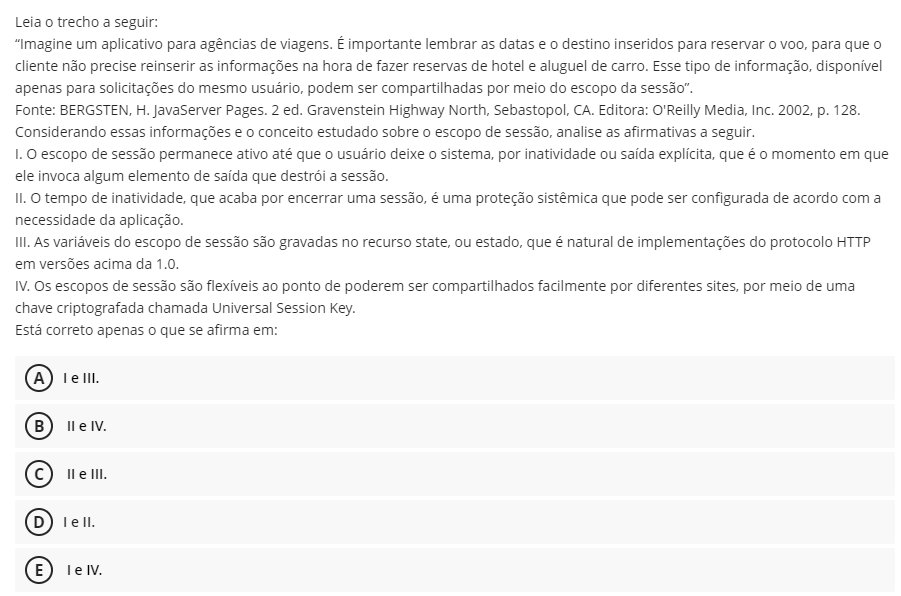 Leia o trecho a seguir:
“Imagine um aplicativo para agências de viagens. É importante lembrar as datas e o destino inseridos para reservar o voo, para que o
cliente não precise reinserir as informações na hora de fazer reservas de hotel e aluguel de carro. Esse tipo de informação, disponível
apenas para solicitações do mesmo usuário, podem ser compartilhadas por meio do escopo da sessão”.
Fonte: BERGSTEN, H. JavaServer Pages. 2 ed. Gravenstein Highway North, Sebastopol, CA. Editora: O'Reilly Media, Inc. 2002, p. 128.
Considerando essas informações e o conceito estudado sobre o escopo de sessão, analise as afirmativas a seguir.
I. O escopo de sessão permanece ativo até que o usuário deixe o sistema, por inatividade ou saída explícita, que é o momento em que
ele invoca algum elemento de saída que destrói a sessão.
II. O tempo de inatividade, que acaba por encerrar uma sessão, é uma proteção sistêmica que pode ser configurada de acordo com a
necessidade da aplicação.
III. As variáveis do escopo de sessão são gravadas no recurso state, ou estado, que é natural de implementações do protocolo HTTP
em versões acima da 1.0.
IV. Os escopos de sessão são flexíveis ao ponto de poderem ser compartilhados facilmente por diferentes sites, por meio de uma
chave criptografada chamada Universal Session Key.
Está correto apenas o que se afirma em:
A I e III.
B II e IV.
C II e III.
D I e II.
E I e IV.